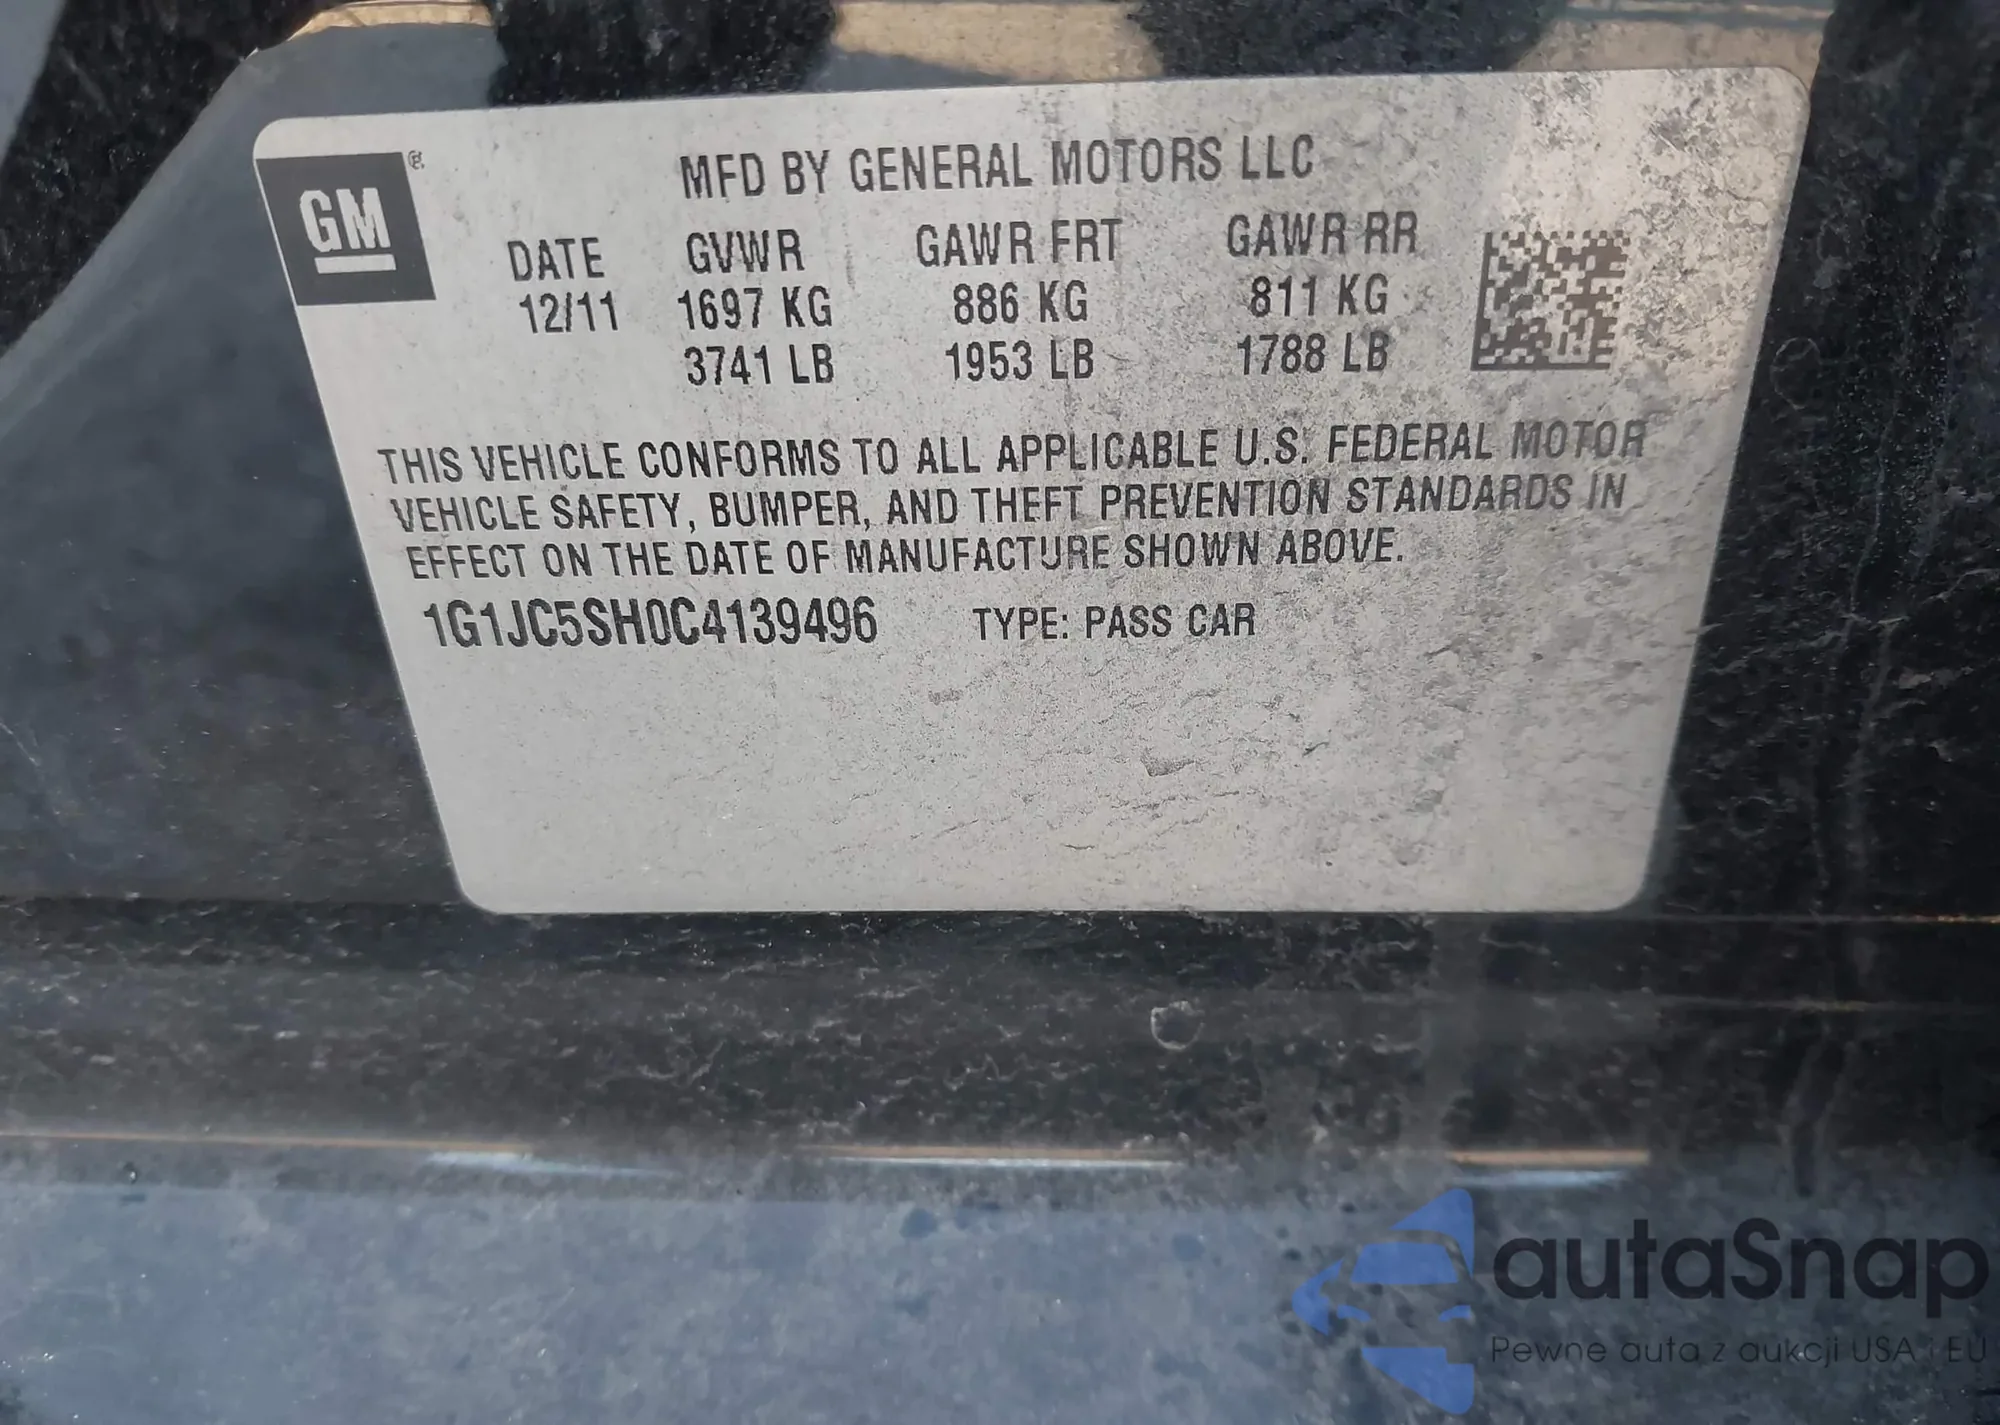 GM®
MFD BY GENERAL MOTORS LLC
DATE GVWR GAWR FRT GAWR RR
12/11 1697 KG 886 KG 811 KG
3741 LB 1953 LB 1788 LB
THIS VEHICLE CONFORMS TO ALL APPLICABLE U.S. FEDERAL MOTOR
VEHICLE SAFETY, BUMPER, AND THEFT PREVENTION STANDARDS IN
EFFECT ON THE DATE OF MANUFACTURE SHOWN ABOVE.
1G1JC5SH0C4139496 TYPE: PASS CAR
autaSnap
Pewne auta z aukcji USA i EU